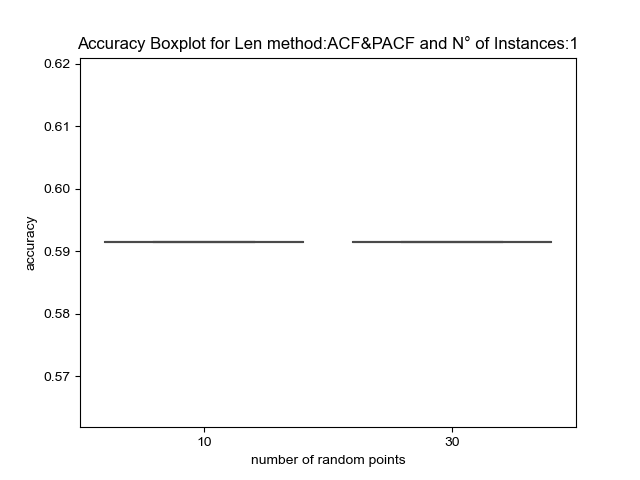 Accuracy Boxplot for Len method:ACF&PACF and N° of Instances:1
0.62
0.61
0.60
0.59
0.58
0.57
accuracy
10
30
number of random points